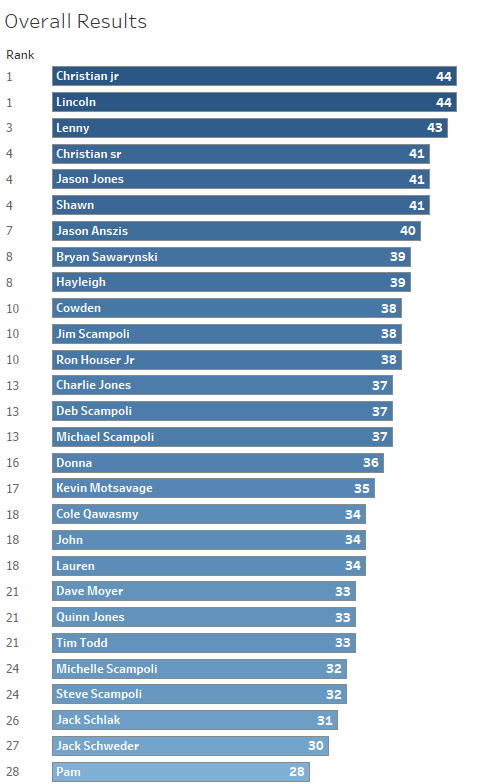 Overall Results
Rank
1 Christian jr 44
1 Lincoln 44
3 Lenny 43
4 Christian sr 41
4 Jason Jones 41
4 Shawn 41
7 Jason Anszis 40
8 Bryan Sawarynski 39
8 Hayleigh 39
10 Cowden 38
10 Jim Scampoli 38
10 Ron Houser Jr 38
13 Charlie Jones 37
13 Deb Scampoli 37
13 Michael Scampoli 37
16 Donna 36
17 Kevin Motsavage 35
18 Cole Qawasmy 34
18 John 34
18 Lauren 34
21 Dave Moyer 33
21 Quinn Jones 33
21 Tim Todd 33
24 Michelle Scampoli 32
24 Steve Scampoli 32
26 Jack Schlak 31
27 Jack Schweder 30
28 Pam 28